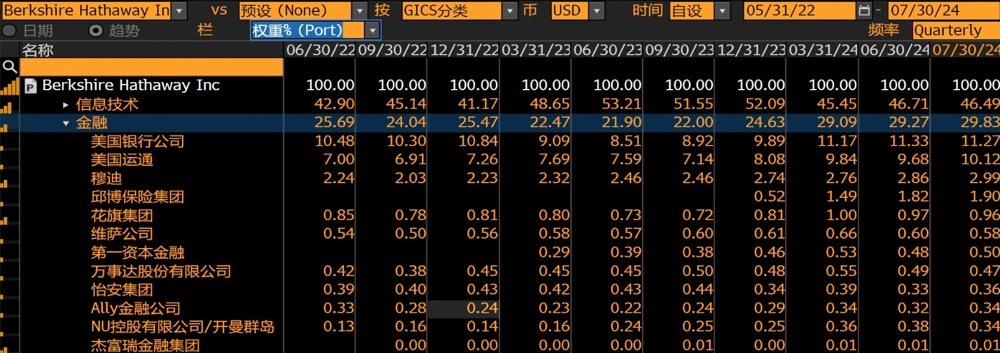 Berkshire Hathaway In vs 预设 (None) 按 GICS分类 币 USD 时间 自设 05/31/22 - 07/30/24
日期 趋势 栏 权重% (Port) 频率 Quarterly
名称 06/30/22 09/30/22 12/31/22 03/31/23 06/30/23 09/30/23 12/31/23 03/31/24 06/30/24 07/30/24
P Berkshire Hathaway Inc 100.00 100.00 100.00 100.00 100.00 100.00 100.00 100.00 100.00 100.00
信息技术 42.90 45.14 41.17 48.65 53.21 51.55 52.09 45.45 46.71 46.49
金融 25.69 24.04 25.47 22.47 21.90 22.00 24.63 29.09 29.27 29.83
美国银行公司 10.48 10.30 10.84 9.09 8.51 8.92 9.89 11.17 11.33 11.27
美国运通 7.00 6.91 7.26 7.69 7.59 7.14 8.08 9.84 9.68 10.12
穆迪 2.24 2.03 2.23 2.32 2.46 2.46 2.74 2.76 2.86 2.99
邱博保险集团 0.52 1.49 1.82 1.90
花旗集团 0.85 0.78 0.81 0.80 0.73 0.72 0.81 1.00 0.97 0.96
维萨公司 0.54 0.50 0.56 0.58 0.57 0.60 0.61 0.66 0.60 0.58
第一资本金融 0.29 0.39 0.38 0.46 0.53 0.48 0.50
万事达股份有限公司 0.42 0.38 0.45 0.45 0.45 0.50 0.48 0.55 0.49 0.47
怡安集团 0.39 0.40 0.43 0.42 0.43 0.44 0.34 0.39 0.33 0.36
Ally金融公司 0.33 0.28 0.24 0.23 0.22 0.24 0.29 0.34 0.32 0.34
NU控股有限公司/开曼群岛 0.13 0.16 0.14 0.16 0.24 0.25 0.25 0.36 0.38 0.34
杰富瑞金融集团 0.00 0.00 0.00 0.00 0.01 0.00 0.01 0.01 0.01